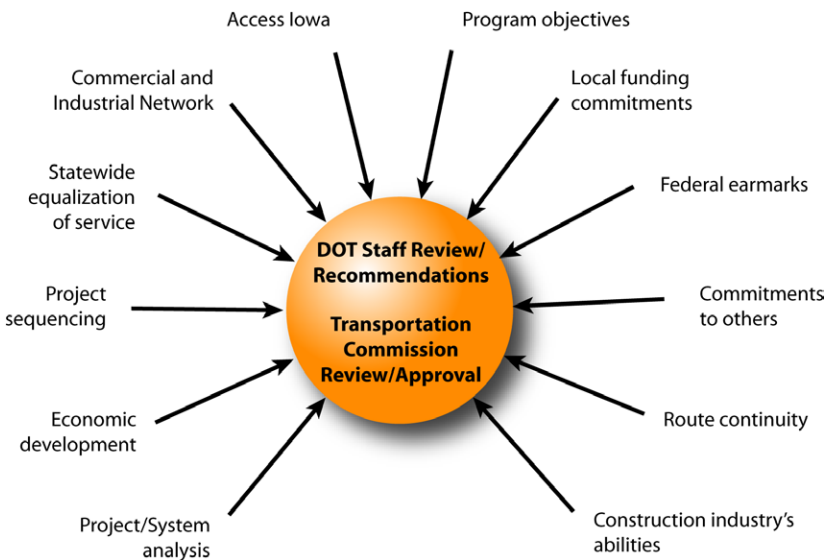 Access Iowa
Program objectives
Commercial and
Industrial Network
Local funding
commitments
Statewide
equalization
of service
Federal earmarks
DOT Staff Review/
Recommendations
Transportation
Commission
Review/Approval
Project
sequencing
Commitments
to others
Economic
development
Route continuity
Project/System
analysis
Construction industry's
abilities